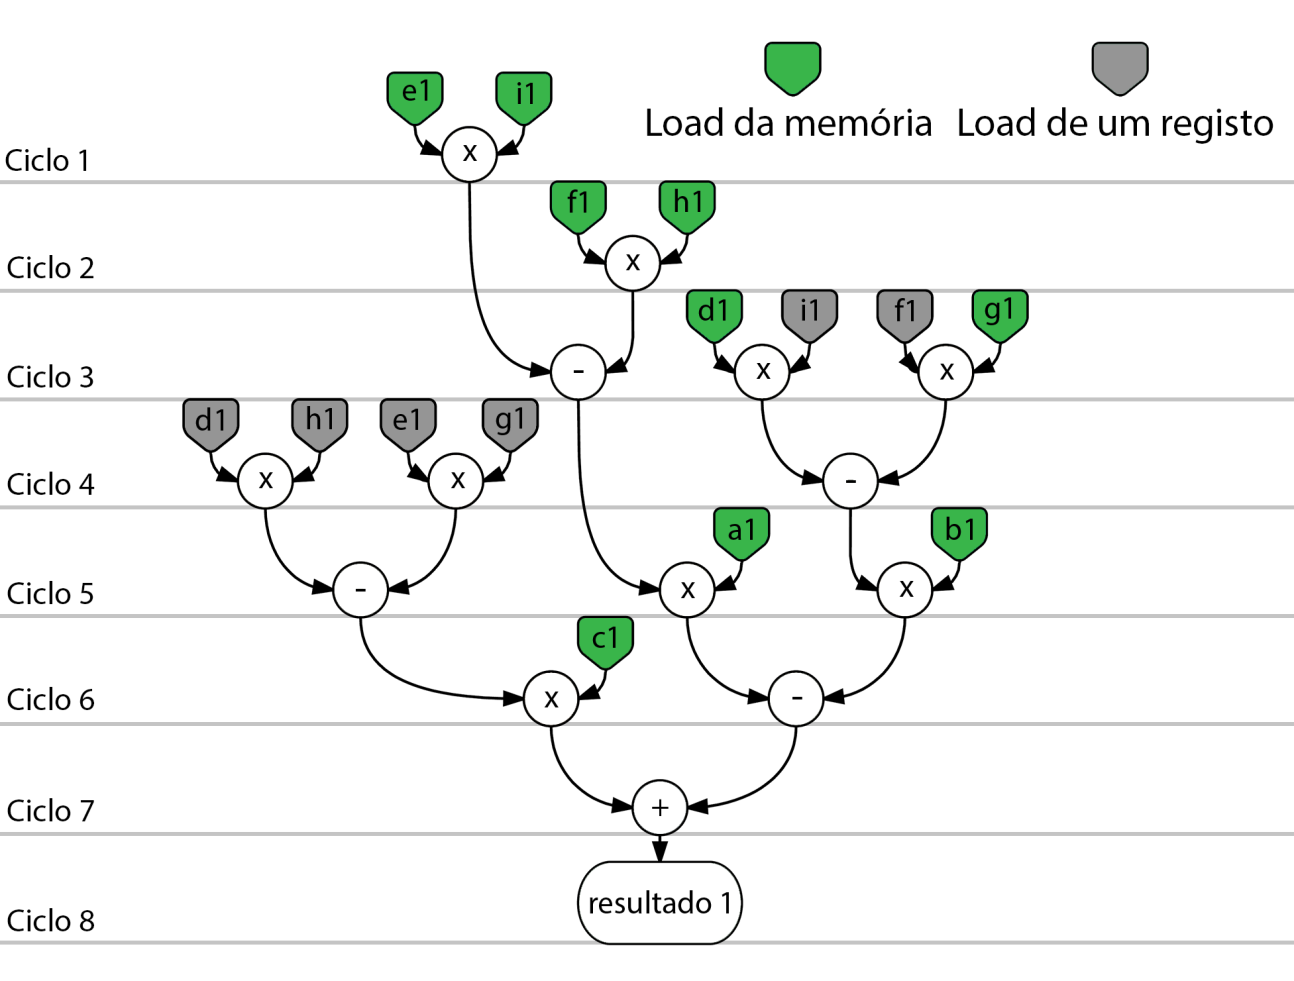 e1 i1
Load da memória Load de um registo
x
Ciclo 1
f1 h1
x
Ciclo 2
d1 i1 f1 g1
- x x
Ciclo 3
d1 h1 e1 g1
x x -
Ciclo 4
a1 b1
- x x
Ciclo 5
c1
x -
Ciclo 6
+
Ciclo 7
resultado 1
Ciclo 8